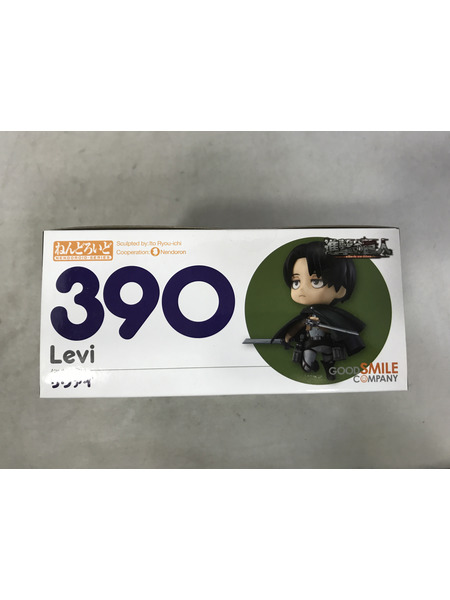 ねんどろいど
NENDOROID SERIES
Sculpted by Ito Ryou-ichi
Cooperation: Nendoron
390
Levi
リヴァイ
進撃の巨人
GOOD SMILE
COMPANY